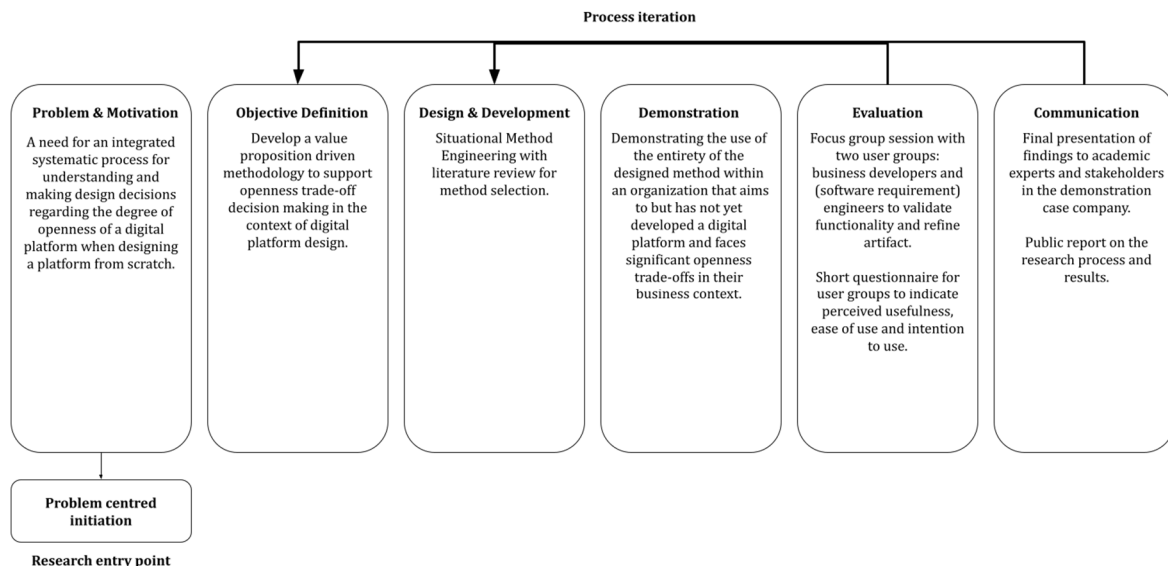 Process iteration
Problem & Motivation
A need for an integrated
systematic process for
understanding and
making design decisions
regarding the degree of
openness of a digital
platform when designing
a platform from scratch.
Objective Definition
Develop a value
proposition driven
methodology to support
openness trade-off
decision making in the
context of digital
platform design.
Design & Development
Situational Method
Engineering with
literature review for
method selection.
Demonstration
Demonstrating the use of
the entirety of the
designed method within
an organization that aims
to but has not yet
developed a digital
platform and faces
significant openness
trade-offs in their
business context.
Evaluation
Focus group session with
two user groups:
business developers and
(software requirement)
engineers to validate
functionality and refine
artifact.
Short questionnaire for
user groups to indicate
perceived usefulness,
ease of use and intention
to use.
Communication
Final presentation of
findings to academic
experts and stakeholders
in the demonstration
case company.
Public report on the
research process and
results.
Problem centred
initiation
Research entry point